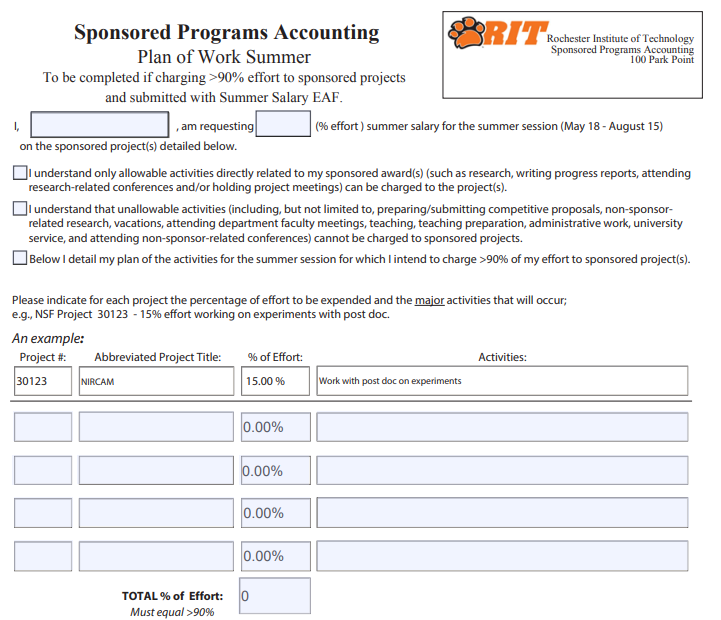 Sponsored Programs Accounting
Plan of Work Summer
To be completed if charging >90% effort to sponsored projects
and submitted with Summer Salary EAF.
RIT
Rochester Institute of Technology
Sponsored Programs Accounting
100 Park Point
I, , am requesting (% effort ) summer salary for the summer session (May 18 - August 15)
on the sponsored project(s) detailed below.
I understand only allowable activities directly related to my sponsored award(s) (such as research, writing progress reports, attending
research-related conferences and/or holding project meetings) can be charged to the project(s).
I understand that unallowable activities (including, but not limited to, preparing/submitting competitive proposals, non-sponsor-
related research, vacations, attending department faculty meetings, teaching, teaching preparation, administrative work, university
service, and attending non-sponsor-related conferences) cannot be charged to sponsored projects.
Below I detail my plan of the activities for the summer session for which I intend to charge >90% of my effort to sponsored project(s).
Please indicate for each project the percentage of effort to be expended and the major activities that will occur;
e.g., NSF Project 30123 - 15% effort working on experiments with post doc.
An example:
Project #: Abbreviated Project Title: % of Effort: Activities:
30123 NIRCAM 15.00 % Work with post doc on experiments
0.00%
0.00%
0.00%
0.00%
TOTAL % of Effort: 0
Must equal >90%